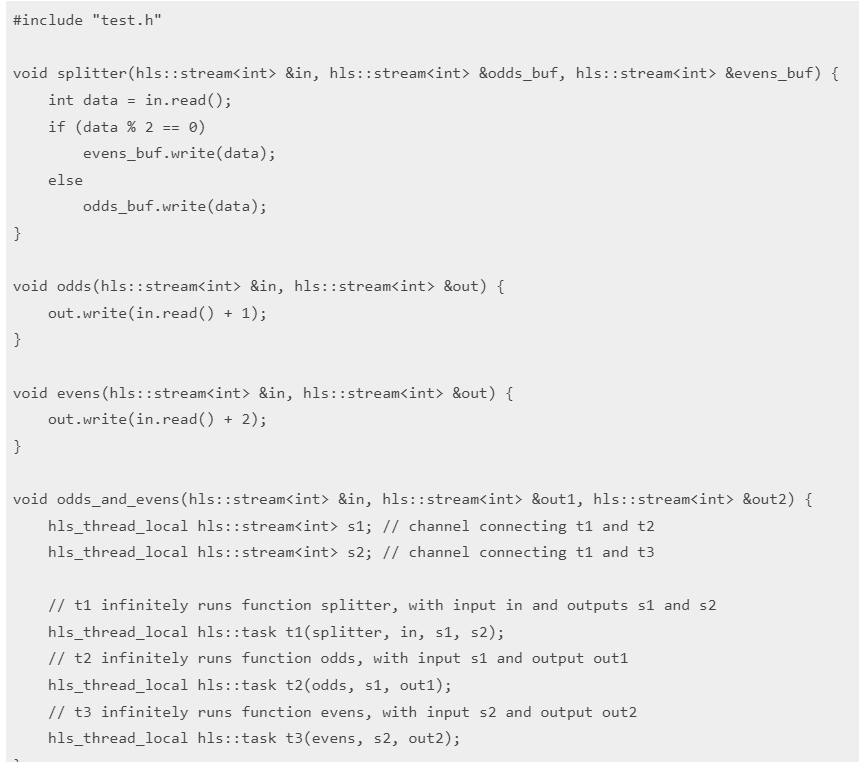 #include "test.h"

void splitter(hls::stream<int> &in, hls::stream<int> &odds_buf, hls::stream<int> &evens_buf) {
    int data = in.read();
    if (data % 2 == 0)
        evens_buf.write(data);
    else
        odds_buf.write(data);
}

void odds(hls::stream<int> &in, hls::stream<int> &out) {
    out.write(in.read() + 1);
}

void evens(hls::stream<int> &in, hls::stream<int> &out) {
    out.write(in.read() + 2);
}

void odds_and_evens(hls::stream<int> &in, hls::stream<int> &out1, hls::stream<int> &out2) {
    hls_thread_local hls::stream<int> s1; // channel connecting t1 and t2
    hls_thread_local hls::stream<int> s2; // channel connecting t1 and t3

    // t1 infinitely runs function splitter, with input in and outputs s1 and s2
    hls_thread_local hls::task t1(splitter, in, s1, s2);
    // t2 infinitely runs function odds, with input s1 and output out1
    hls_thread_local hls::task t2(odds, s1, out1);
    // t3 infinitely runs function evens, with input s2 and output out2
    hls_thread_local hls::task t3(evens, s2, out2);
}